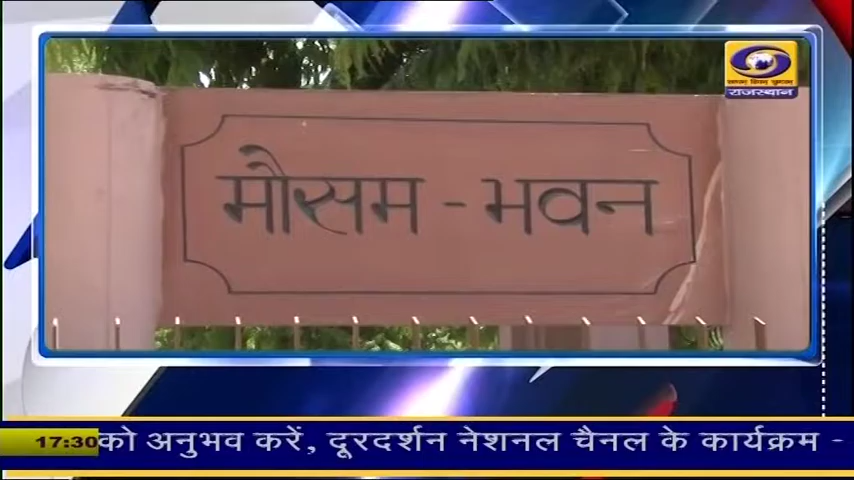 राजस्थान
मौसम - भवन
17:30 को अनुभव करें, दूरदर्शन नेशनल चैनल के कार्यक्रम -